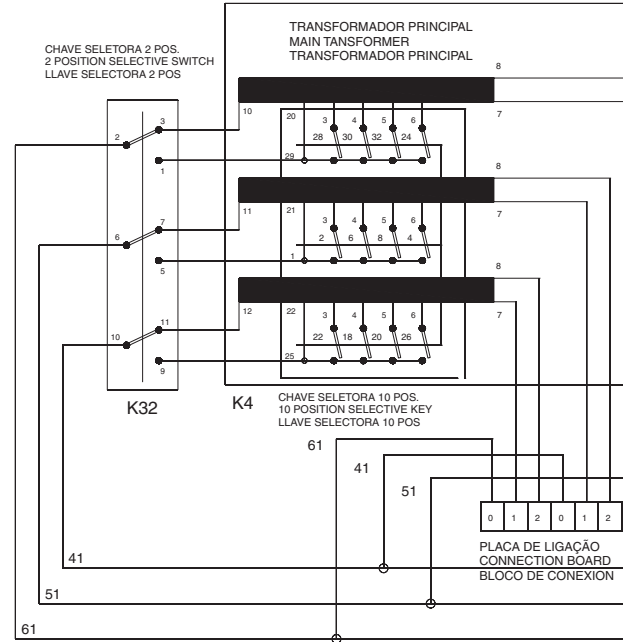 TRANSFORMADOR PRINCIPAL
MAIN TANSFORMER
TRANSFORMADOR PRINCIPAL
CHAVE SELETORA 2 POS.
2 POSITION SELECTIVE SWITCH
LLAVE SELECTORA 2 POS
8
10 20 3 4 5 6 7
2 3 28 30 32 24
1 29
8
11 21 3 4 5 6 7
6 7 2 6 8 4
5 1
8
12 22 3 4 5 6 7
10 11 22 18 20 26
9 25
K32
K4
CHAVE SELETORA 10 POS.
10 POSITION SELECTIVE KEY
LLAVE SELECTORA 10 POS
61
41
51
0 1 2 0 1 2
PLACA DE LIGAÇÃO
CONNECTION BOARD
BLOCO DE CONEXION
41
51
61